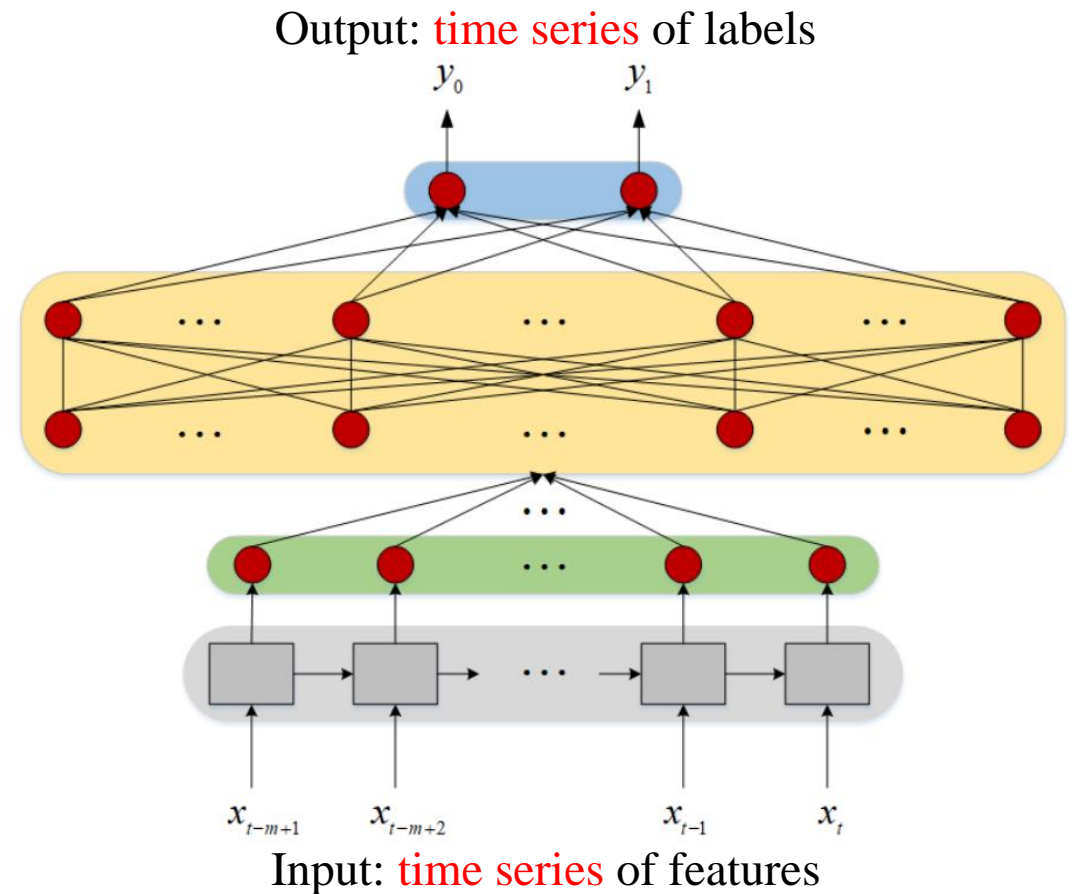 Output: time series of labels
y₀ y₁
... ... ...
... ... ...
...
...
...
xₜ₋ₘ₊₁ xₜ₋ₘ₊₂ xₜ₋₁ xₜ
Input: time series of features